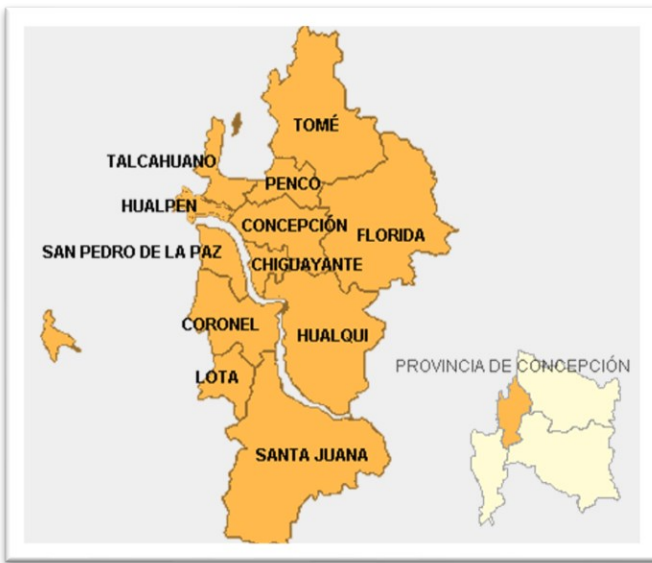 TOMÉ
TALCAHUANO
PENCO
HUALPEN
CONCEPCIÓN
FLORIDA
SAN PEDRO DE LA PAZ
CHIGUAYANTE
CORONEL
HUALQUI
PROVINCIA DE CONCEPCIÓN
LOTA
SANTA JUANA